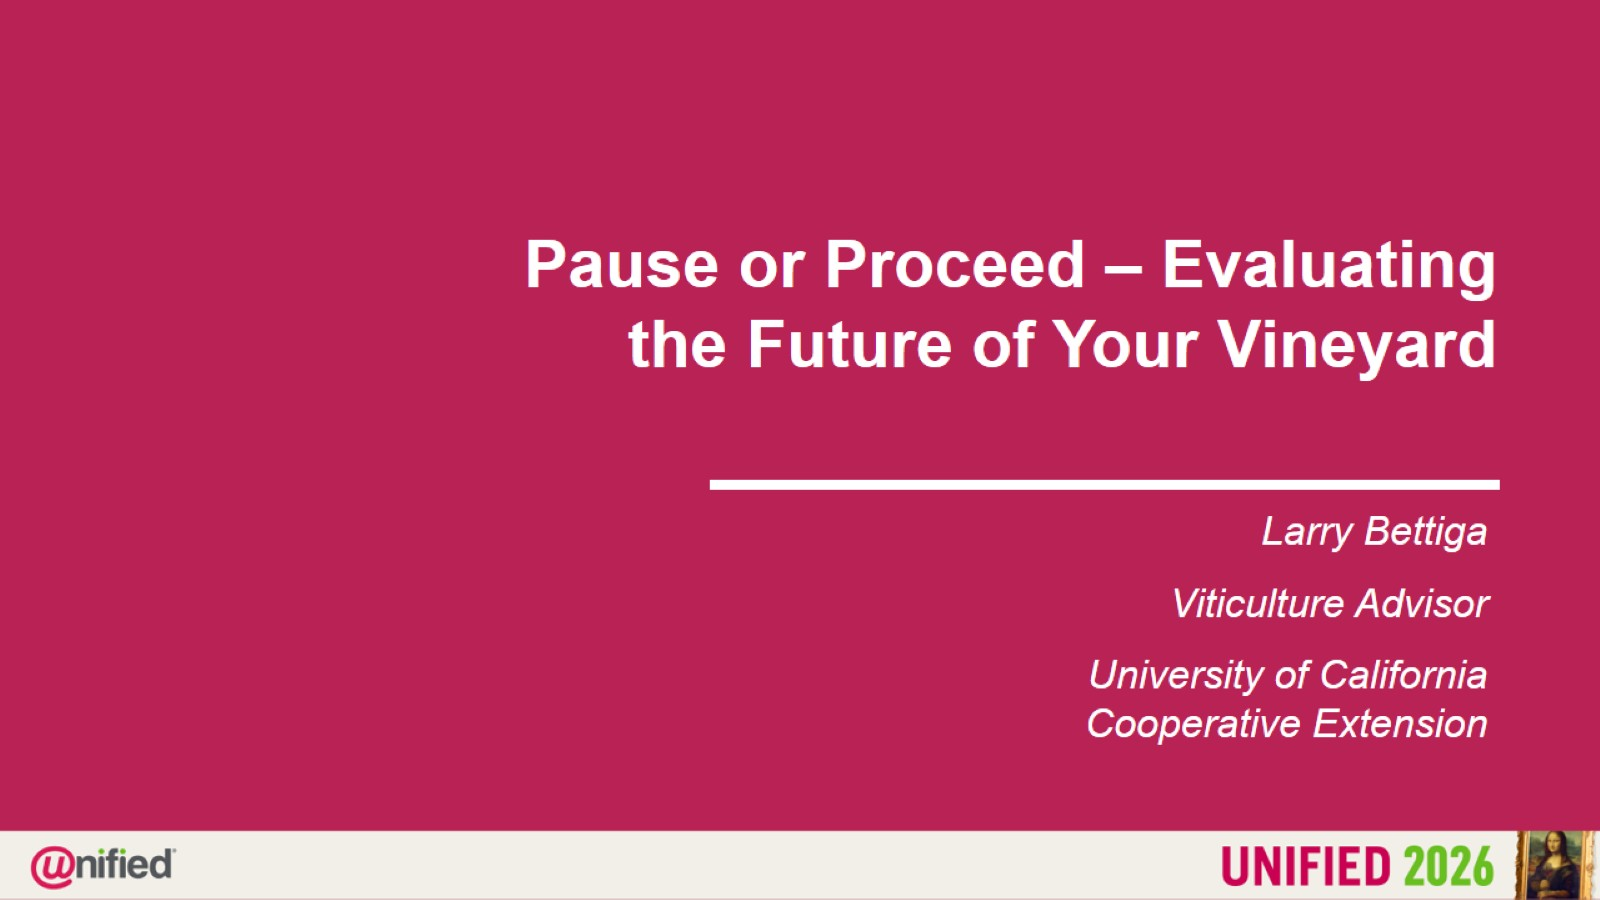 Pause or Proceed – Evaluating
the Future of Your Vineyard
Larry Bettiga
Viticulture Advisor
University of California
Cooperative Extension
@unified
UNIFIED 2026